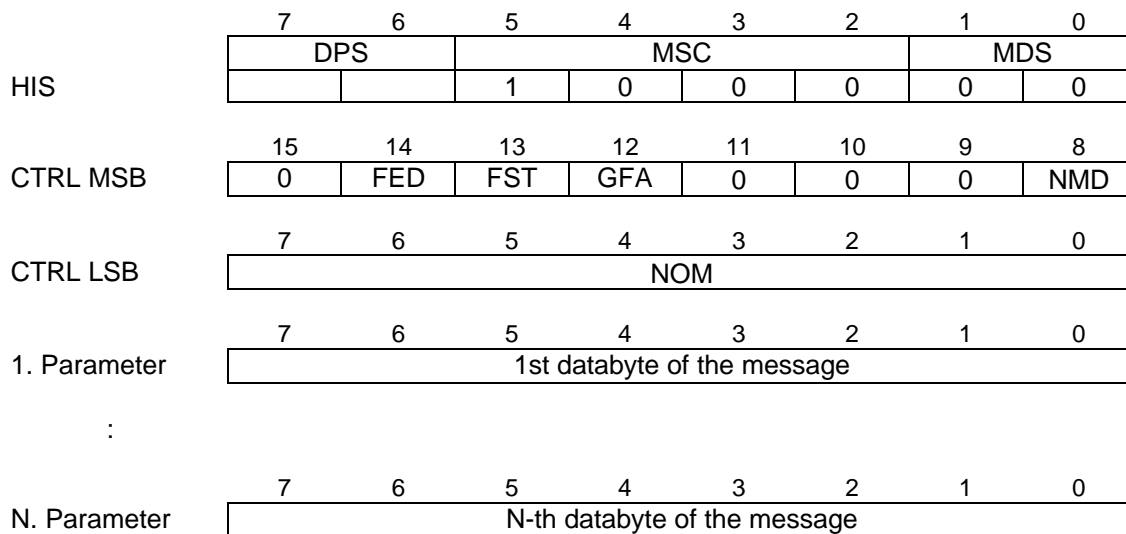 7 6 5 4 3 2 1 0
DPS MSC MDS
HIS 1 0 0 0 0 0
15 14 13 12 11 10 9 8
CTRL MSB 0 FED FST GFA 0 0 0 NMD
7 6 5 4 3 2 1 0
CTRL LSB NOM
7 6 5 4 3 2 1 0
1. Parameter 1st databyte of the message
:
7 6 5 4 3 2 1 0
N. Parameter N-th databyte of the message